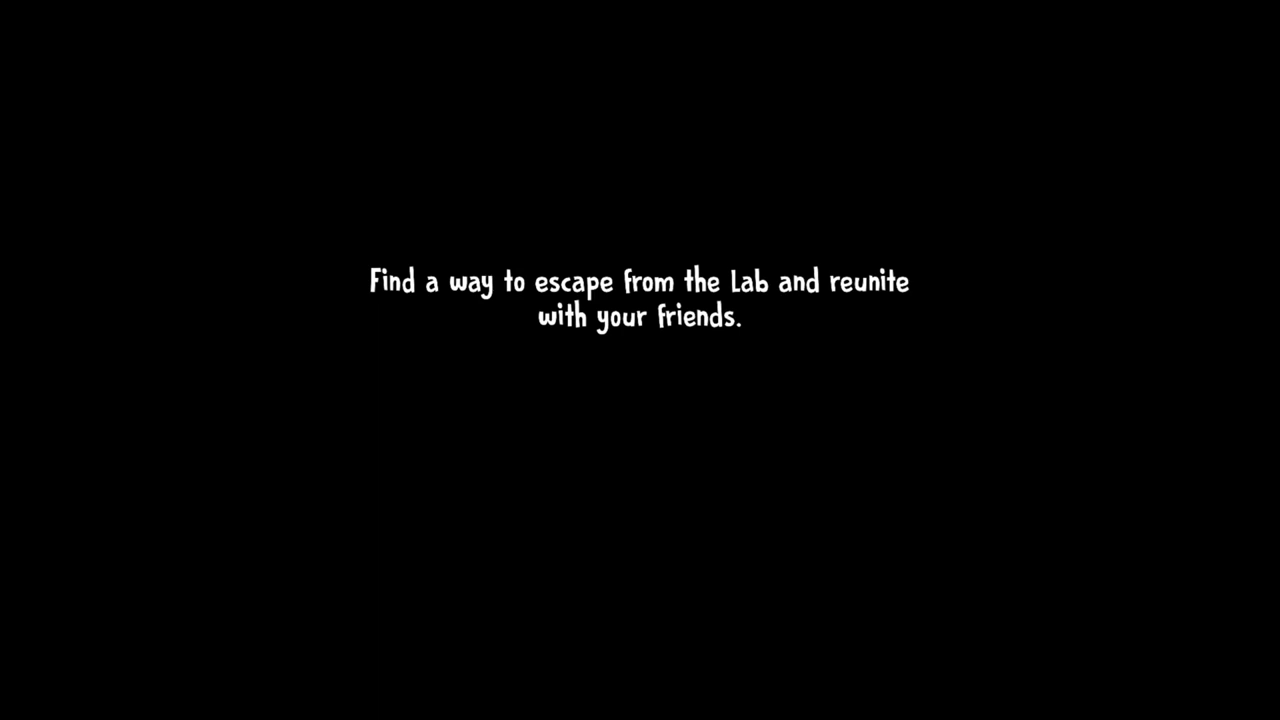 Find a way to escape from the Lab and reunite
with your friends.